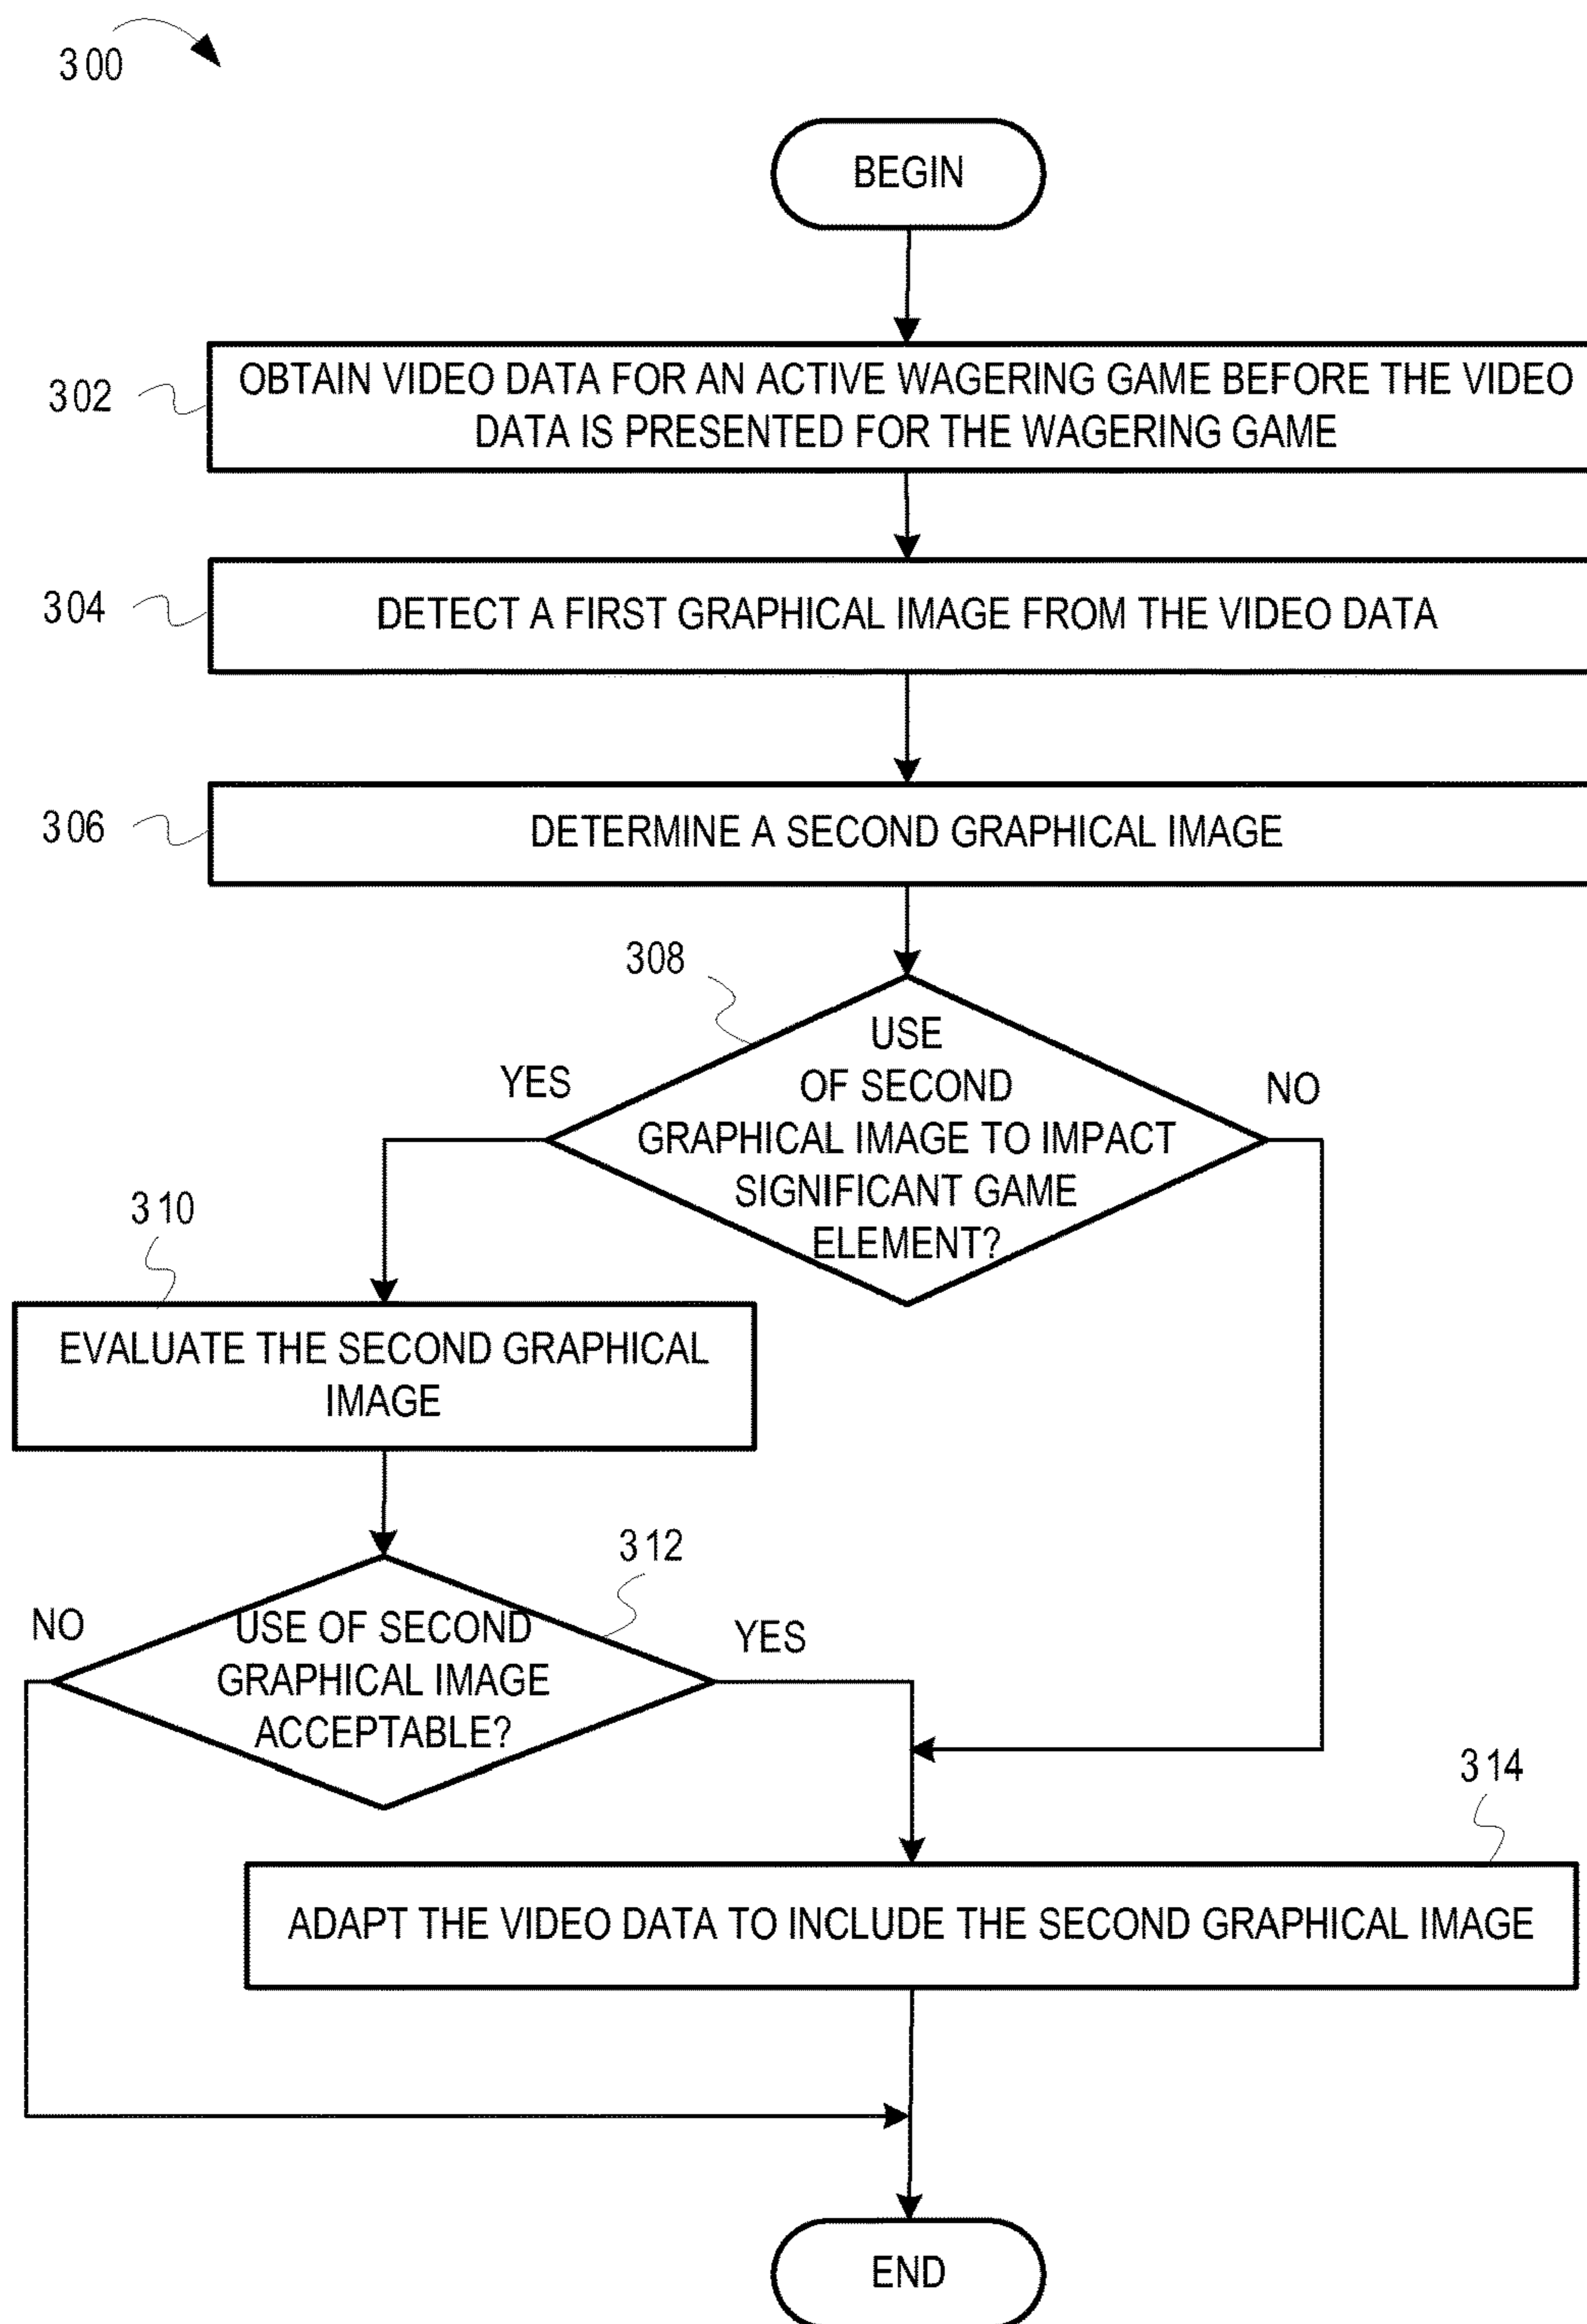 300
BEGIN
302
OBTAIN VIDEO DATA FOR AN ACTIVE WAGERING GAME BEFORE THE VIDEO
DATA IS PRESENTED FOR THE WAGERING GAME
304
DETECT A FIRST GRAPHICAL IMAGE FROM THE VIDEO DATA
306
DETERMINE A SECOND GRAPHICAL IMAGE
308
USE
OF SECOND
GRAPHICAL IMAGE TO IMPACT
SIGNIFICANT GAME
ELEMENT?
YES
NO
310
EVALUATE THE SECOND GRAPHICAL
IMAGE
312
USE OF SECOND
GRAPHICAL IMAGE
ACCEPTABLE?
NO
YES
314
ADAPT THE VIDEO DATA TO INCLUDE THE SECOND GRAPHICAL IMAGE
END